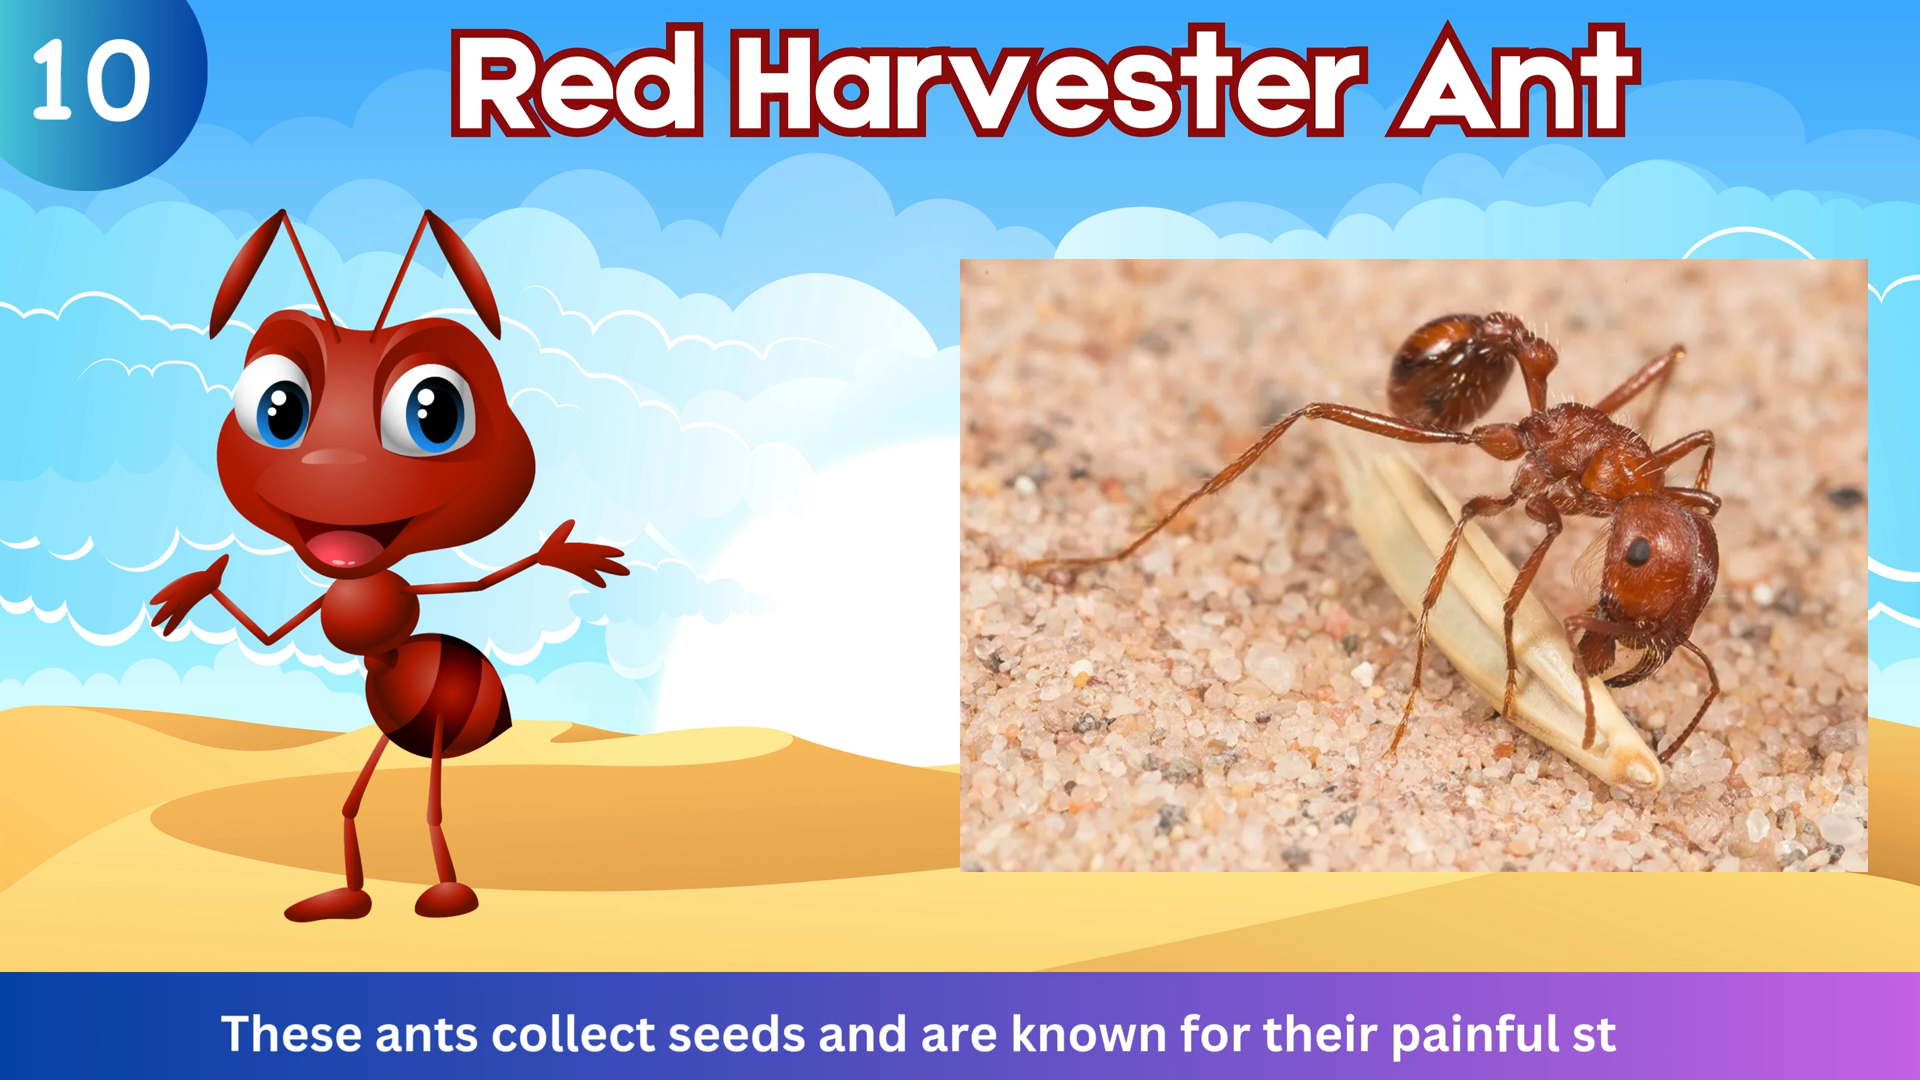 10
Red Harvester Ant
These ants collect seeds and are known for their painful st